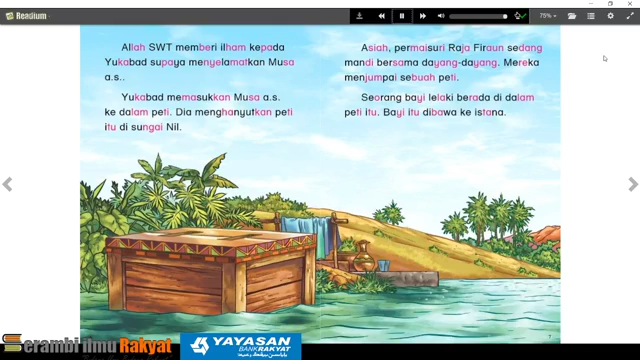 Readium
76%
Allah SWT memberi ilham kepada
Yukabad supaya menyelamatkan Musa
a.s..
Yukabad memasukkan Musa a.s.
ke dalam peti. Dia menghanyutkan peti
itu di sungai Nil.
Asiah, permaisuri Raja Firaun sedang
mandi bersama dayang-dayang. Mereka
menjumpai sebuah peti.
Seorang bayi lelaki berada di dalam
peti itu. Bayi itu dibawa ke istana.
7
Serambi Ilmu Rakyat
YAYASAN
BANK RAKYAT